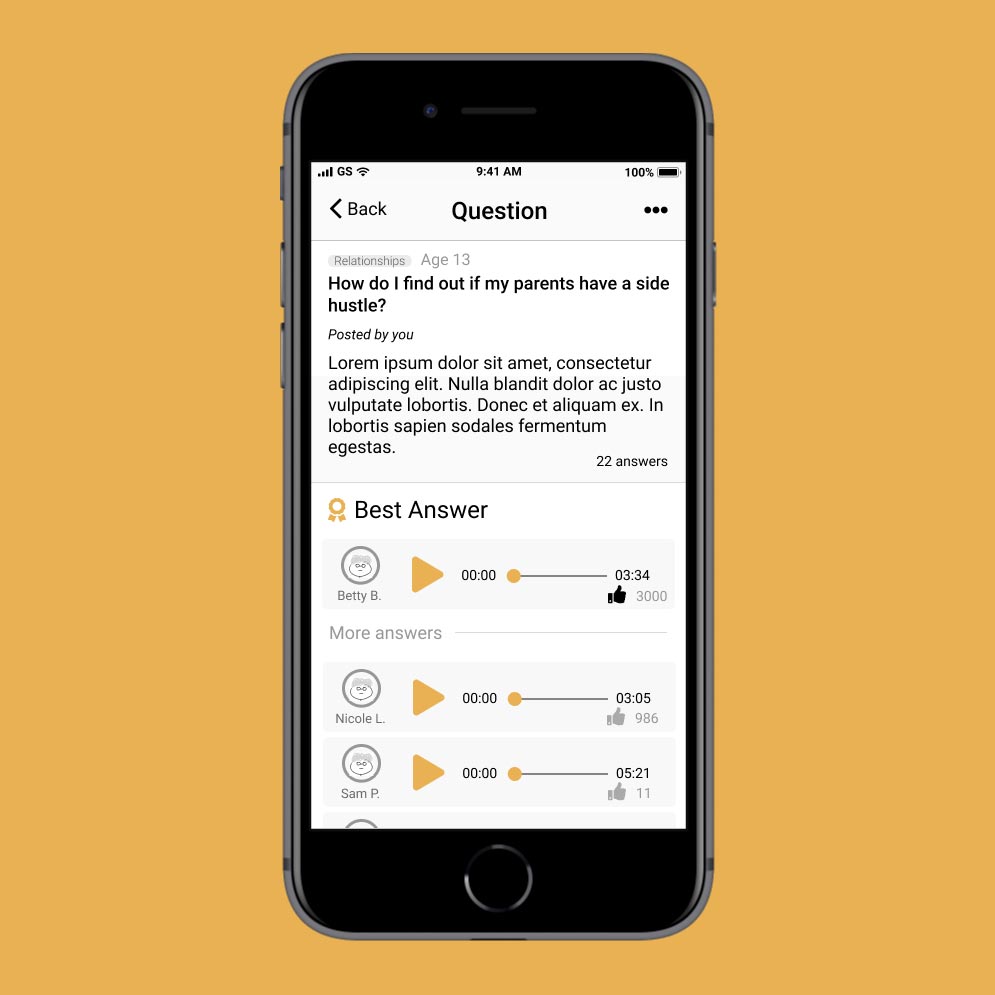 GS 9:41 AM 100%
Back Question
Relationships Age 13
How do I find out if my parents have a side
hustle?
Posted by you
Lorem ipsum dolor sit amet, consectetur
adipiscing elit. Nulla blandit dolor ac justo
vulputate lobortis. Donec et aliquam ex. In
lobortis sapien sodales fermentum
egestas.
22 answers
Best Answer
00:00 03:34
Betty B. 3000
More answers
00:00 03:05
Nicole L. 986
00:00 05:21
Sam P. 11